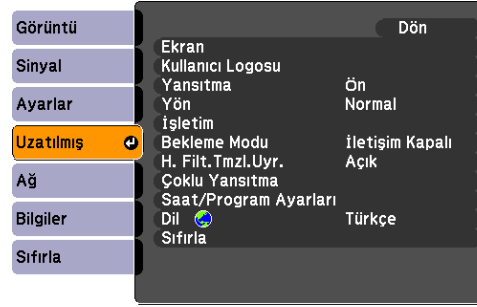 Görüntü
Sinyal
Ayarlar
Uzatılmış
Ağ
Bilgiler
Sıfırla
Dön
Ekran
Kullanıcı Logosu
Yansıtma Ön
Yön Normal
İşletim
Bekleme Modu İletişim Kapalı
H. Filt.Tmzl.Uyr. Açık
Çoklu Yansıtma
Saat/Program Ayarları
Dil Türkçe
Sıfırla